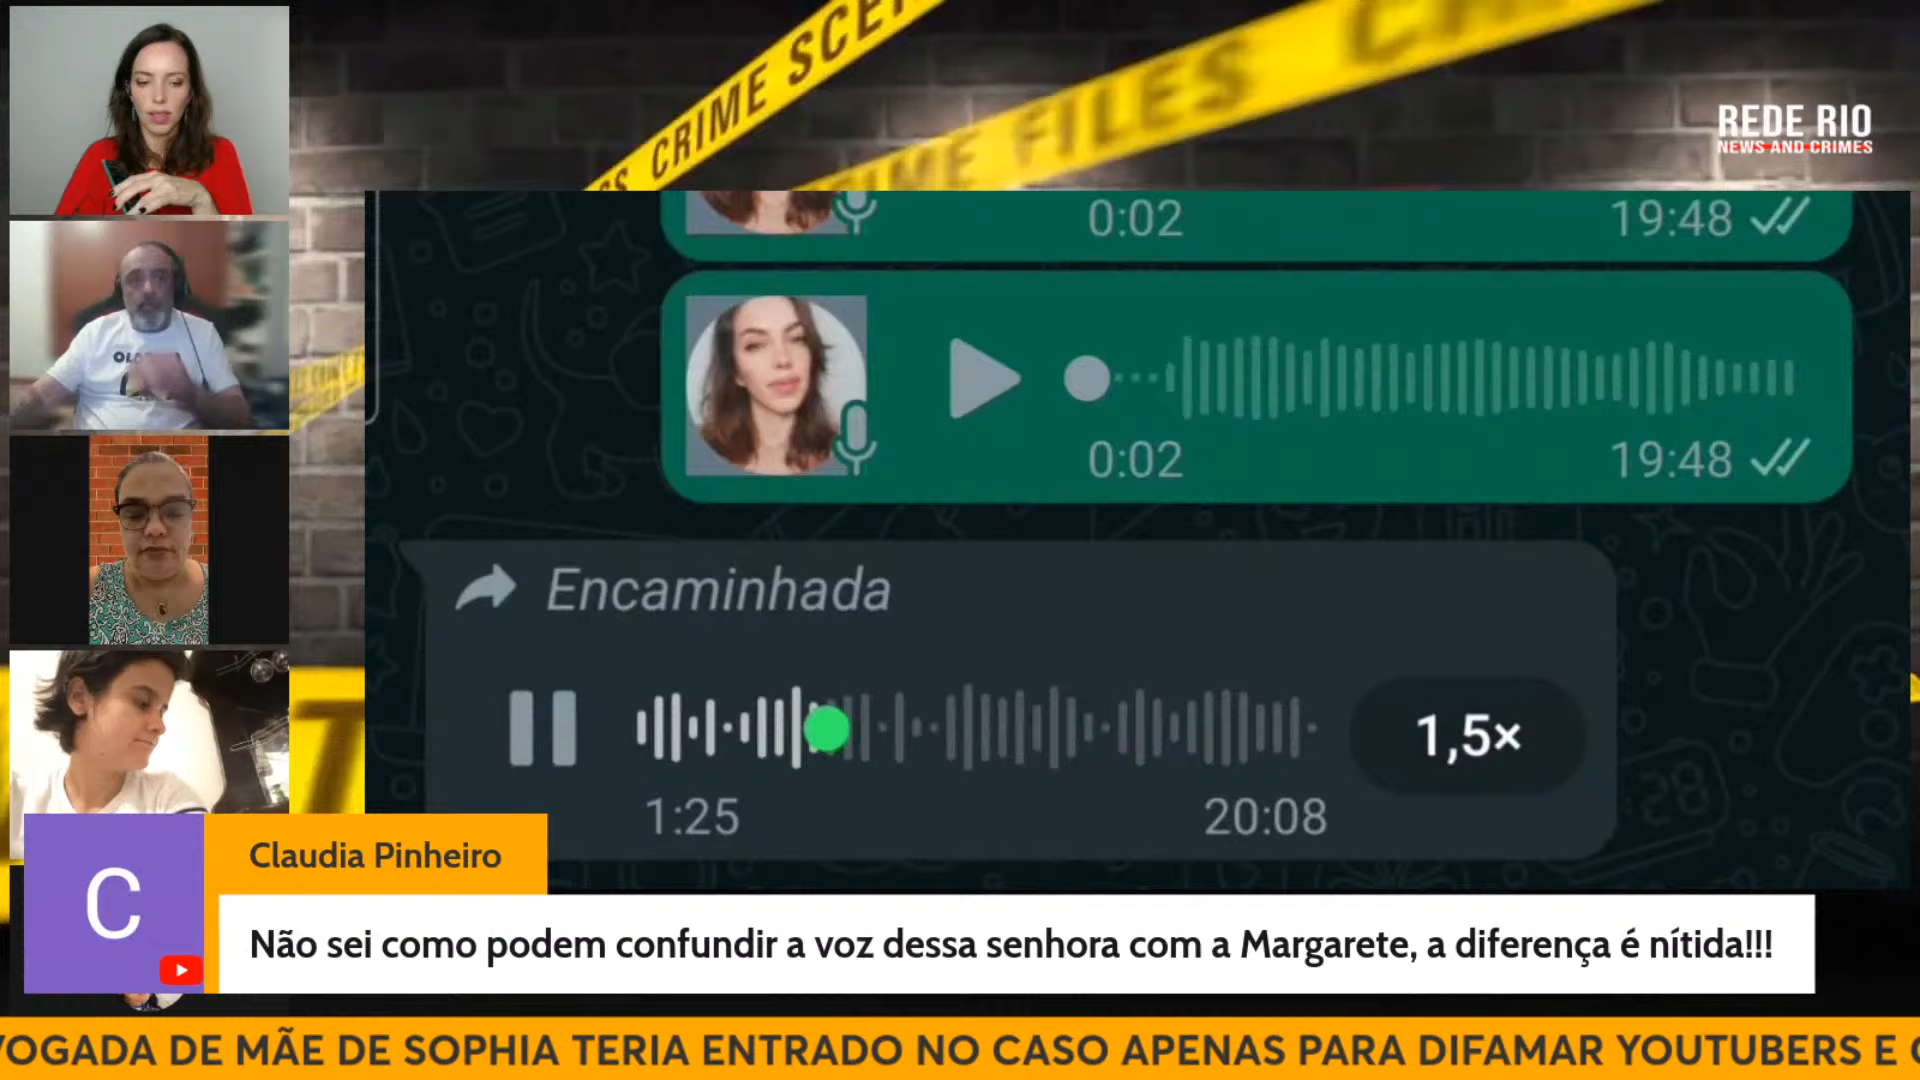 CRIME SCE
CRIME FILES
REDE RIO
NEWS AND CRIMES
0:02
19:48
0:02
19:48
Encaminhada
1,5×
1:25
20:08
C
Claudia Pinheiro
Não sei como podem confundir a voz dessa senhora com a Margarete, a diferença é nítida!!!
VOGADA DE MÃE DE SOPHIA TERIA ENTRADO NO CASO APENAS PARA DIFAMAR YOUTUBERS E